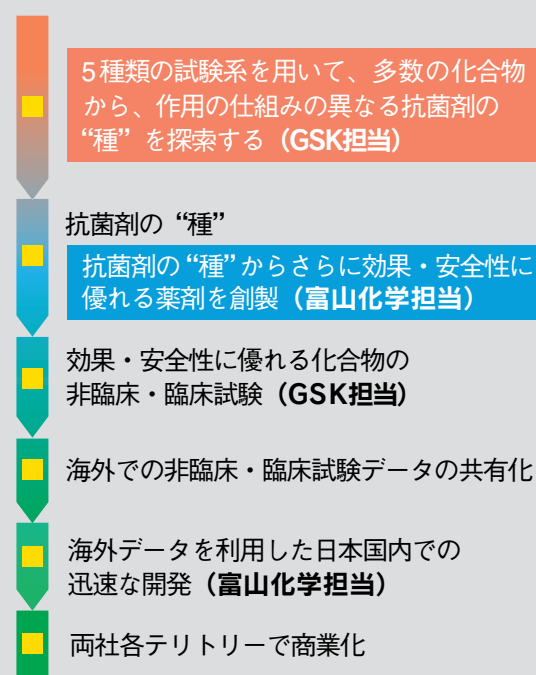 5種類の試験系を用いて、多数の化合物
から、作用の仕組みの異なる抗菌剤の
“種”を探索する（GSK担当）
抗菌剤の“種”
抗菌剤の“種”からさらに効果・安全性に
優れる薬剤を創製（富山化学担当）
効果・安全性に優れる化合物の
非臨床・臨床試験（GSK担当）
海外での非臨床・臨床試験データの共有化
海外データを利用した日本国内での
迅速な開発（富山化学担当）
両社各テリトリーで商業化